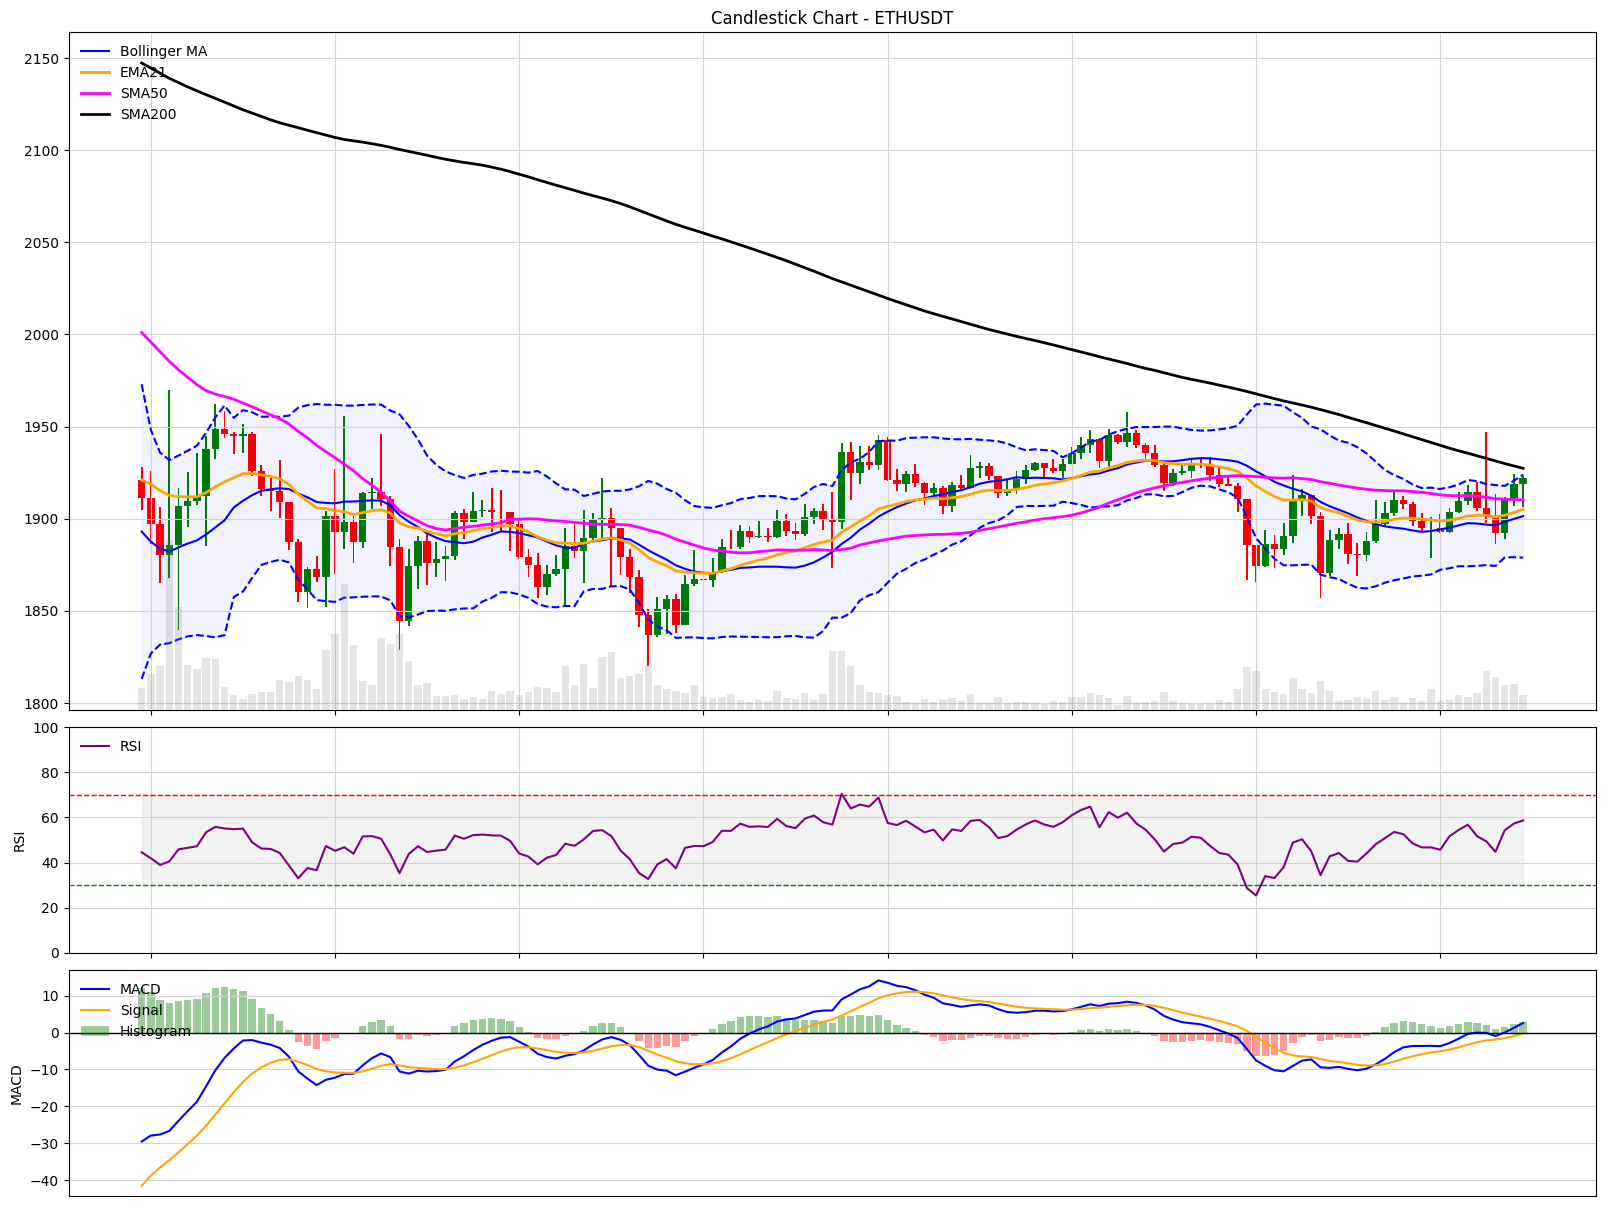 Candlestick Chart - ETHUSDT
Bollinger MA
EMA21
SMA50
SMA200
2150
2100
2050
2000
1950
1900
1850
1800
RSI
RSI
100
80
60
40
20
0
MACD
Signal
Histogram
MACD
10
0
−10
−20
−30
−40